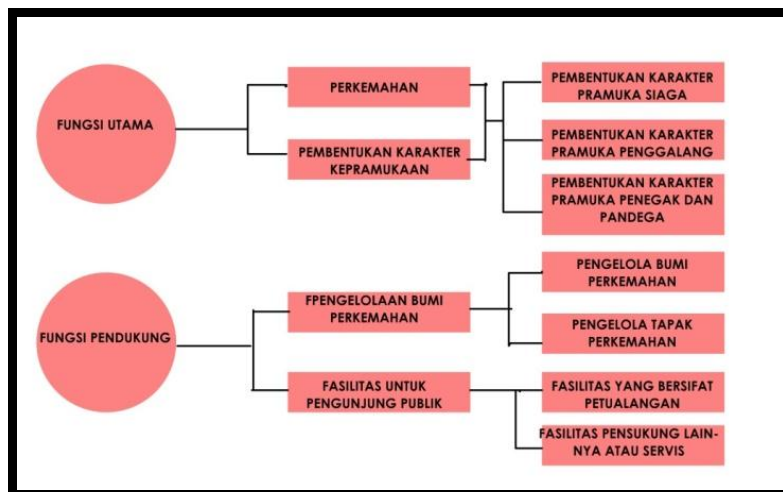 FUNGSI UTAMA
PERKEMAHAN
PEMBENTUKAN KARAKTER
KEPRAMUKAAN
PEMBENTUKAN KARAKTER
PRAMUKA SIAGA
PEMBENTUKAN KARAKTER
PRAMUKA PENGGALANG
PEMBENTUKAN KARAKTER
PRAMUKA PENEGAK DAN
PANDEGA
FUNGSI PENDUKUNG
FPENGELOLAAN BUMI
PERKEMAHAN
FASILITAS UNTUK
PENGUNJUNG PUBLIK
PENGELOLA BUMI
PERKEMAHAN
PENGELOLA TAPAK
PERKEMAHAN
FASILITAS YANG BERSIFAT
PETUALANGAN
FASILITAS PENSUKUNG LAIN-
NYA ATAU SERVIS